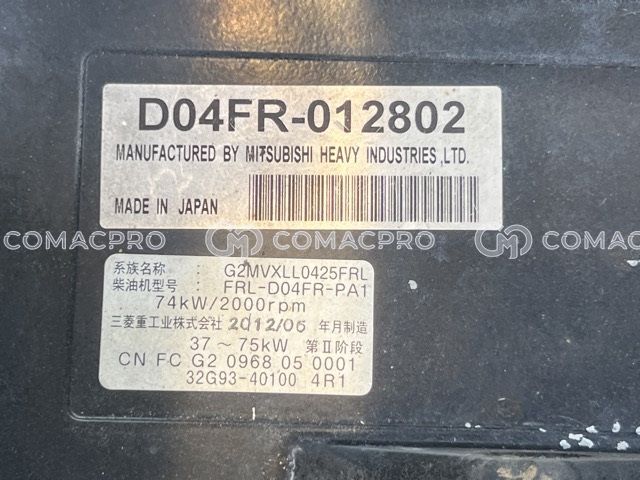 D04FR-012802
MANUFACTURED BY MITSUBISHI HEAVY INDUSTRIES,LTD.
MADE IN JAPAN
COMACPRO COMACPRO COMACPRO
系族名称 : G2MVXLL0425FRL
柴油机型号 : FRL-D04FR-PA1
74kW/2000rpm
三菱重工业株式会社 2012/06 年月制造
37~75kW 第Ⅱ阶段
CN FC G2 0968 05 0001
32G93-40100 4R1